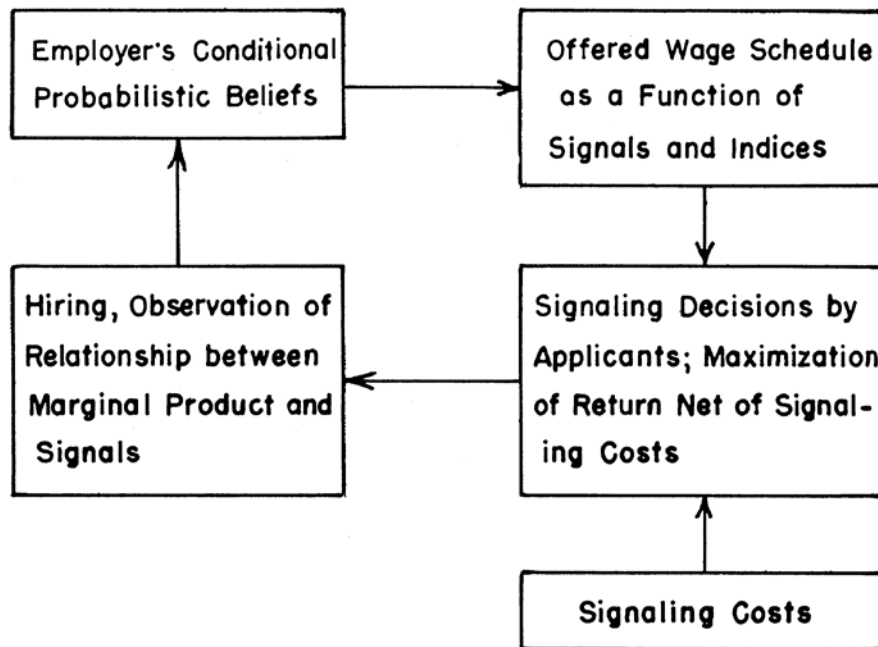 Employer's Conditional
Probabilistic Beliefs
Offered Wage Schedule
as a Function of
Signals and Indices
Hiring, Observation of
Relationship between
Marginal Product and
Signals
Signaling Decisions by
Applicants; Maximization
of Return Net of Signal-
ing Costs
Signaling Costs